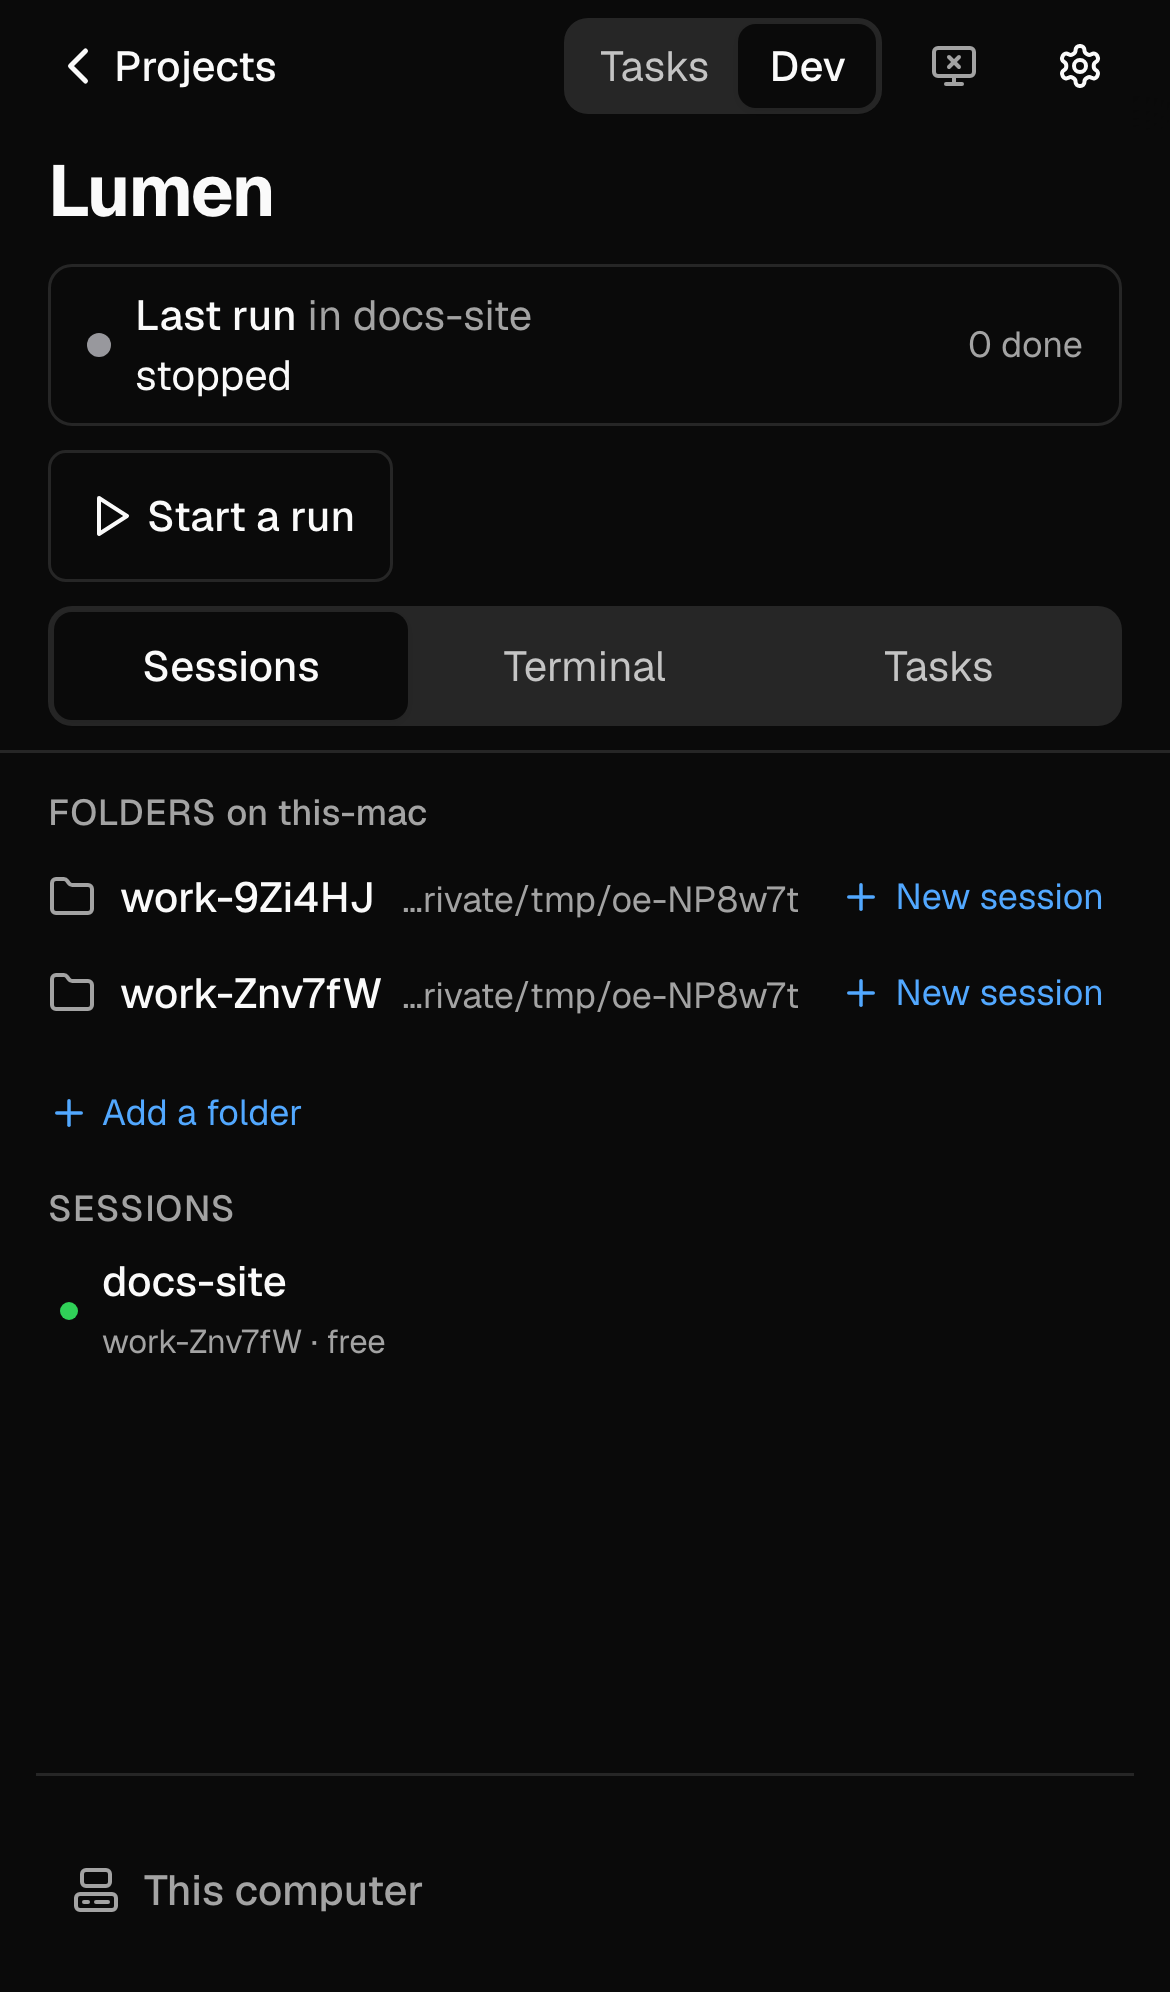 Projects
Tasks
Dev
Lumen
Last run in docs-site
stopped
0 done
Start a run
Sessions
Terminal
Tasks
FOLDERS on this-mac
work-9Zi4HJ …rivate/tmp/oe-NP8w7t + New session
work-Znv7fW …rivate/tmp/oe-NP8w7t + New session
+ Add a folder
SESSIONS
docs-site
work-Znv7fW · free
This computer